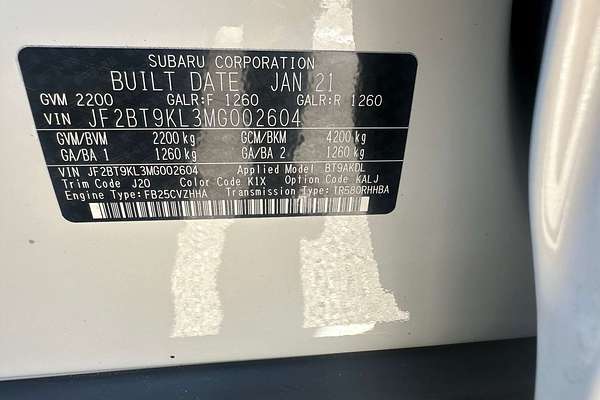 SUBARU CORPORATION
BUILT DATE JAN 21
GVM 2200 GALR:F 1260 GALR:R 1260
VIN JF2BT9KL3MG002604
GVM/BVM 2200 kg GCM/BKM 4200 kg
GA/BA 1 1260 kg GA/BA 2 1260 kg
VIN JF2BT9KL3MG002604 Applied Model BT9AKDL
Trim Code J20 Color Code K1X Option Code KALJ
Engine Type: FB25CVZHHA Transmission Type: TR580RHHBA